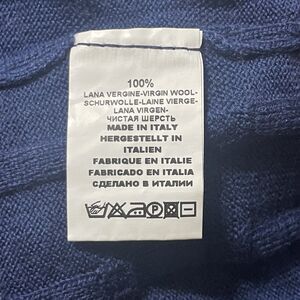 100%
LANA VERGINE-VIRGIN WOOL-
SCHURWOLLE-LAINE VIERGE-
LANA VIRGEN-
ЧИСТАЯ ШЕРСТЬ
MADE IN ITALY
HERGESTELLT IN
ITALIEN
FABRIQUE EN ITALIE
FABRICADO EN ITALIA
СДЕЛАНО В ИТАЛИИ
P